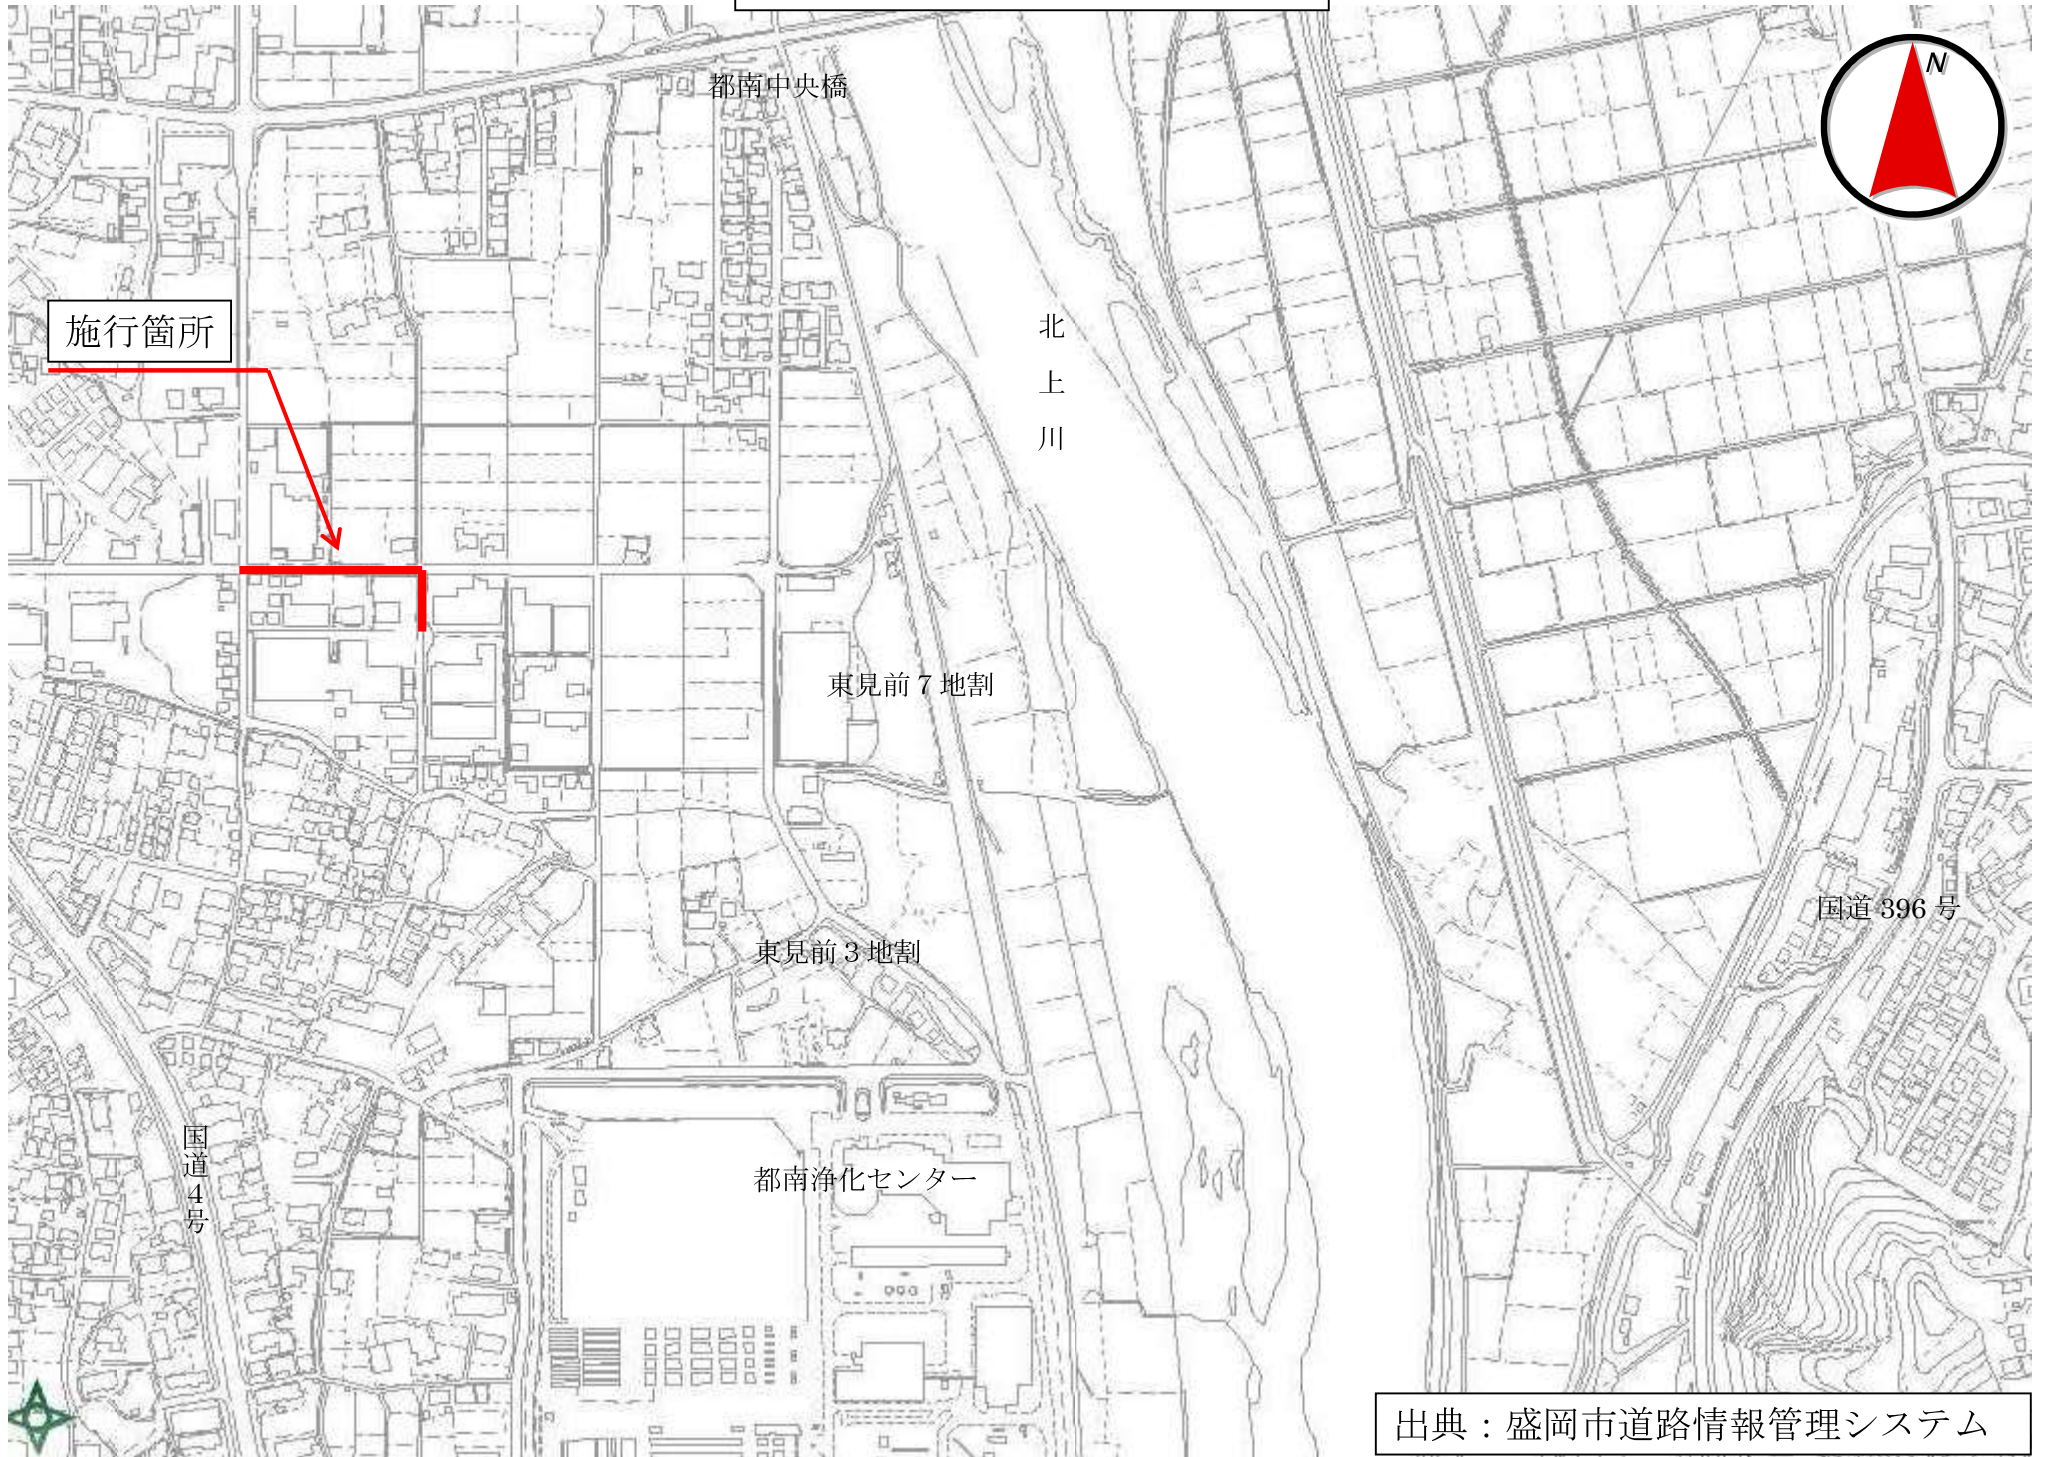 都南中央橋
N
施行箇所
北上川
東見前7地割
国道 396 号
東見前3地割
国道4号
都南浄化センター
出典：盛岡市道路情報管理システム